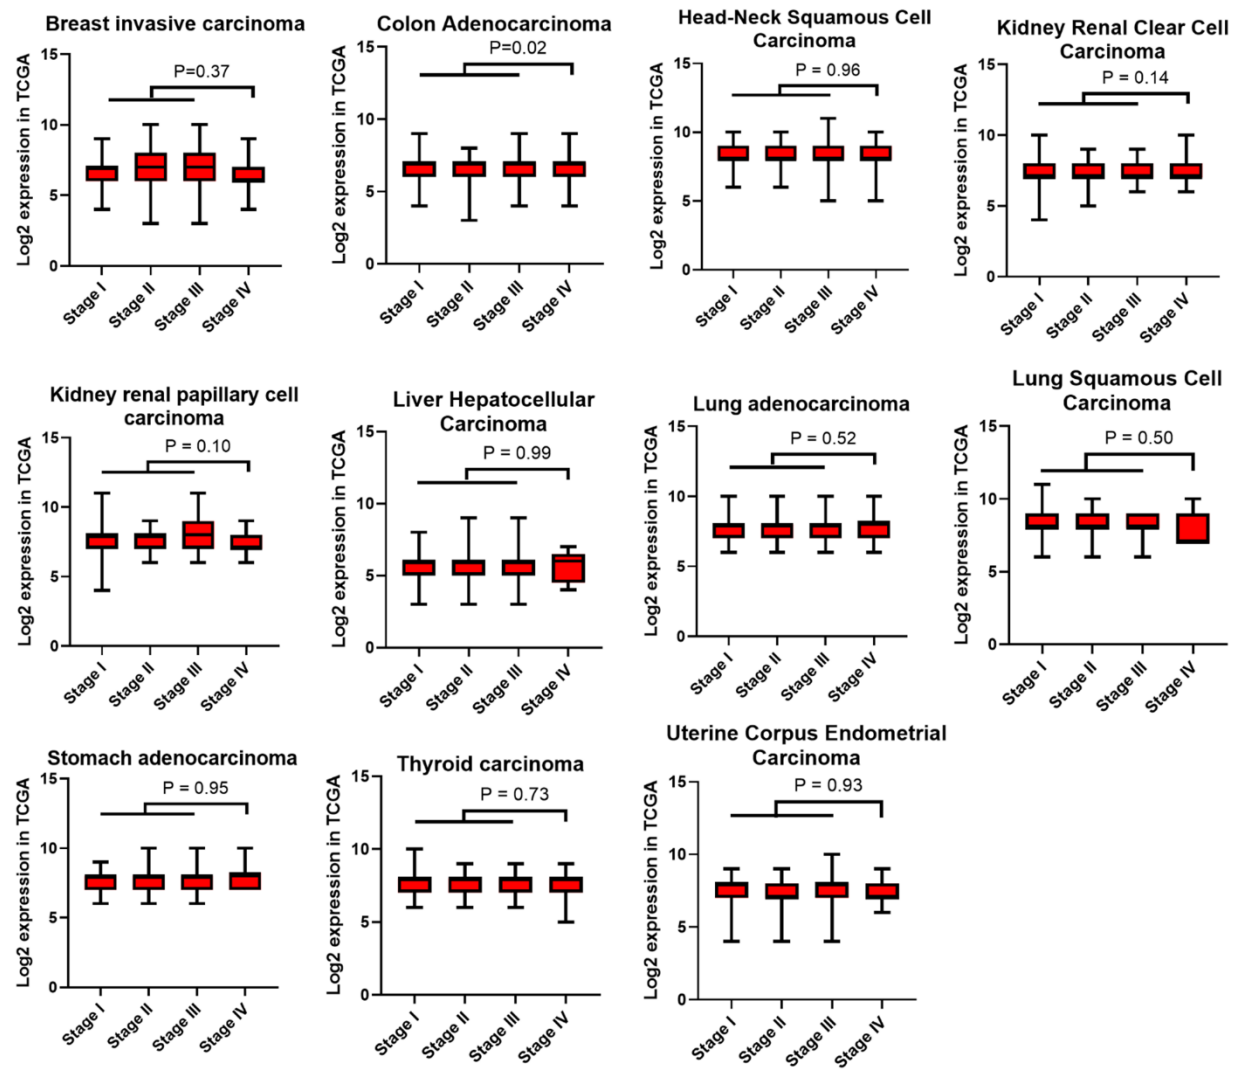 Breast invasive carcinoma
P=0.37
Log2 expression in TCGA
15
10
5
0
Stage I
Stage II
Stage III
Stage IV
Colon Adenocarcinoma
P=0.02
Log2 expression in TCGA
15
10
5
0
Stage I
Stage II
Stage III
Stage IV
Head-Neck Squamous Cell
Carcinoma
P = 0.96
Log2 expression in TCGA
15
10
5
0
Stage I
Stage II
Stage III
Stage IV
Kidney Renal Clear Cell
Carcinoma
P = 0.14
Log2 expression in TCGA
15
10
5
0
Stage I
Stage II
Stage III
Stage IV
Kidney renal papillary cell
carcinoma
P = 0.10
Log2 expression in TCGA
15
10
5
0
Stage I
Stage II
Stage III
Stage IV
Liver Hepatocellular
Carcinoma
P = 0.99
Log2 expression in TCGA
15
10
5
0
Stage I
Stage II
Stage III
Stage IV
Lung adenocarcinoma
P = 0.52
Log2 expression in TCGA
15
10
5
0
Stage I
Stage II
Stage III
Stage IV
Lung Squamous Cell
Carcinoma
P = 0.50
Log2 expression in TCGA
15
10
5
0
Stage I
Stage II
Stage III
Stage IV
Stomach adenocarcinoma
P = 0.95
Log2 expression in TCGA
15
10
5
0
Stage I
Stage II
Stage III
Stage IV
Thyroid carcinoma
P = 0.73
Log2 expression in TCGA
15
10
5
0
Stage I
Stage II
Stage III
Stage IV
Uterine Corpus Endometrial
Carcinoma
P = 0.93
Log2 expression in TCGA
15
10
5
0
Stage I
Stage II
Stage III
Stage IV